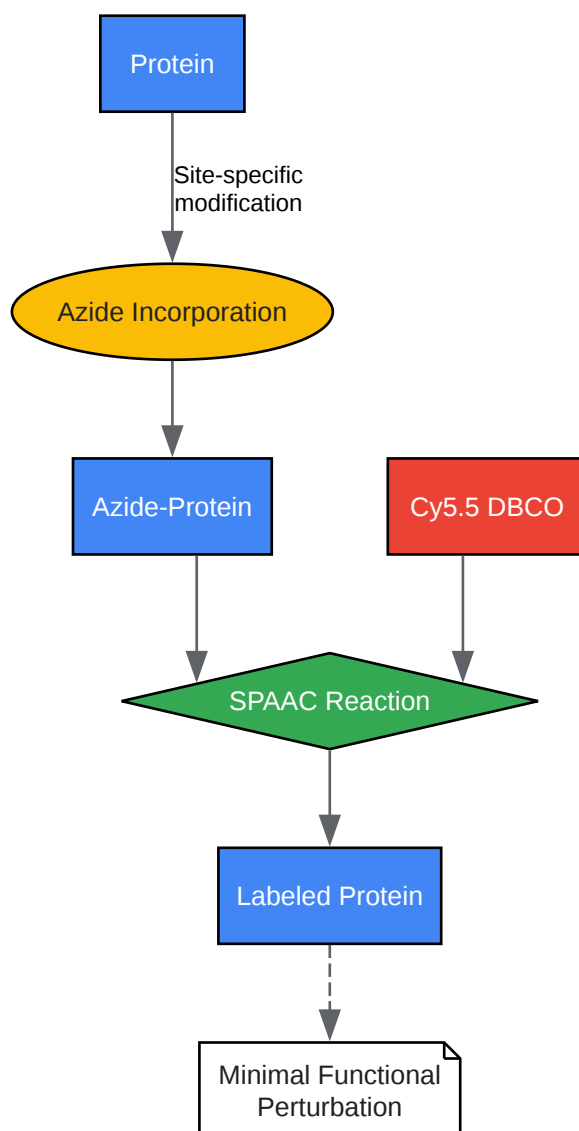 Protein
Site-specific
modification
Azide Incorporation
Azide-Protein
Cy5.5 DBCO
SPAAC Reaction
Labeled Protein
Minimal Functional
Perturbation